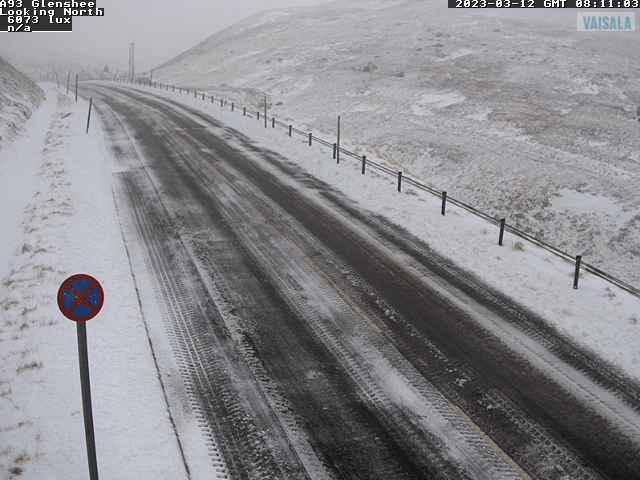 A93 Glenshee
Looking North
6073 lux
n/a
2023-03-12 GMT 08:11:03
VAISALA